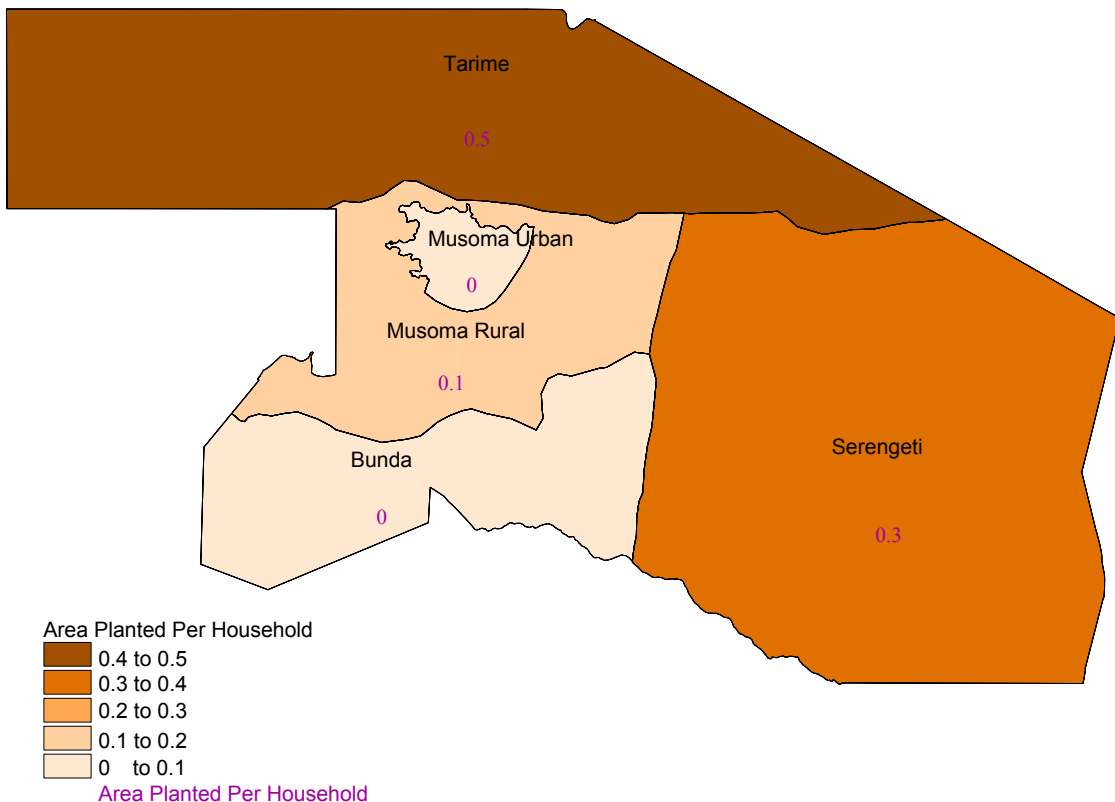 Tarime
0.5
Musoma Urban
0
Musoma Rural
0.1
Bunda
0
Serengeti
0.3
Area Planted Per Household
0.4 to 0.5
0.3 to 0.4
0.2 to 0.3
0.1 to 0.2
0 to 0.1
Area Planted Per Household